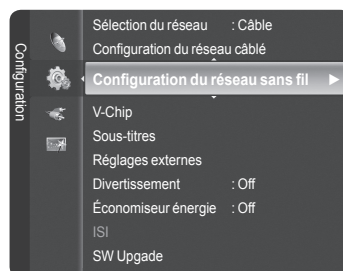 Configuration
Sélection du réseau : Câble
Configuration du réseau câblé
Configuration du réseau sans fil
V-Chip
Sous-titres
Réglages externes
Divertissement : Off
Économiseur énergie : Off
ISI
SW Upgade